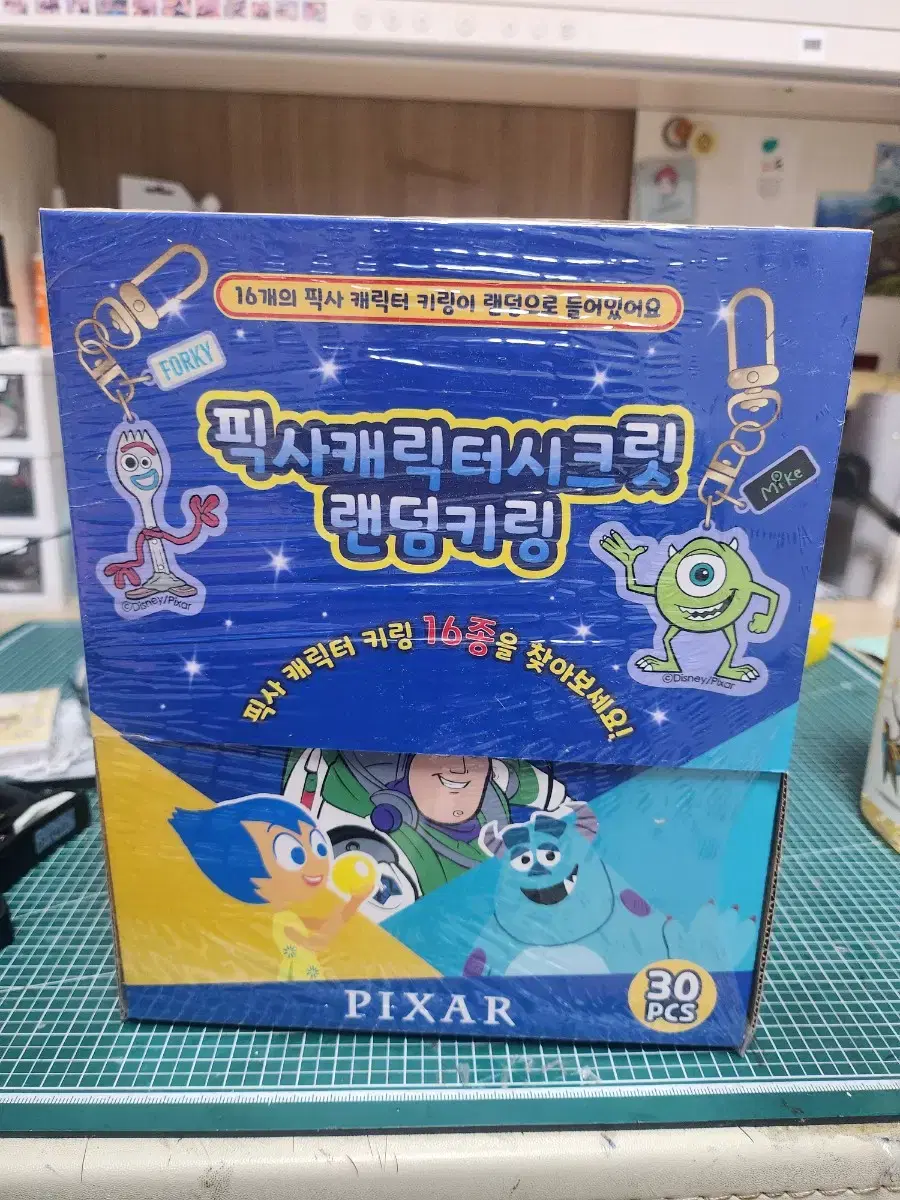 16개의 픽사 캐릭터 키링이 랜덤으로 들어있어요
FORKY
픽사캐릭터시크릿
랜덤키링
Mike
©Disney/Pixar
©Disney/Pixar
픽사 캐릭터 키링 16종을 찾아보세요!
PIXAR
30
PCS